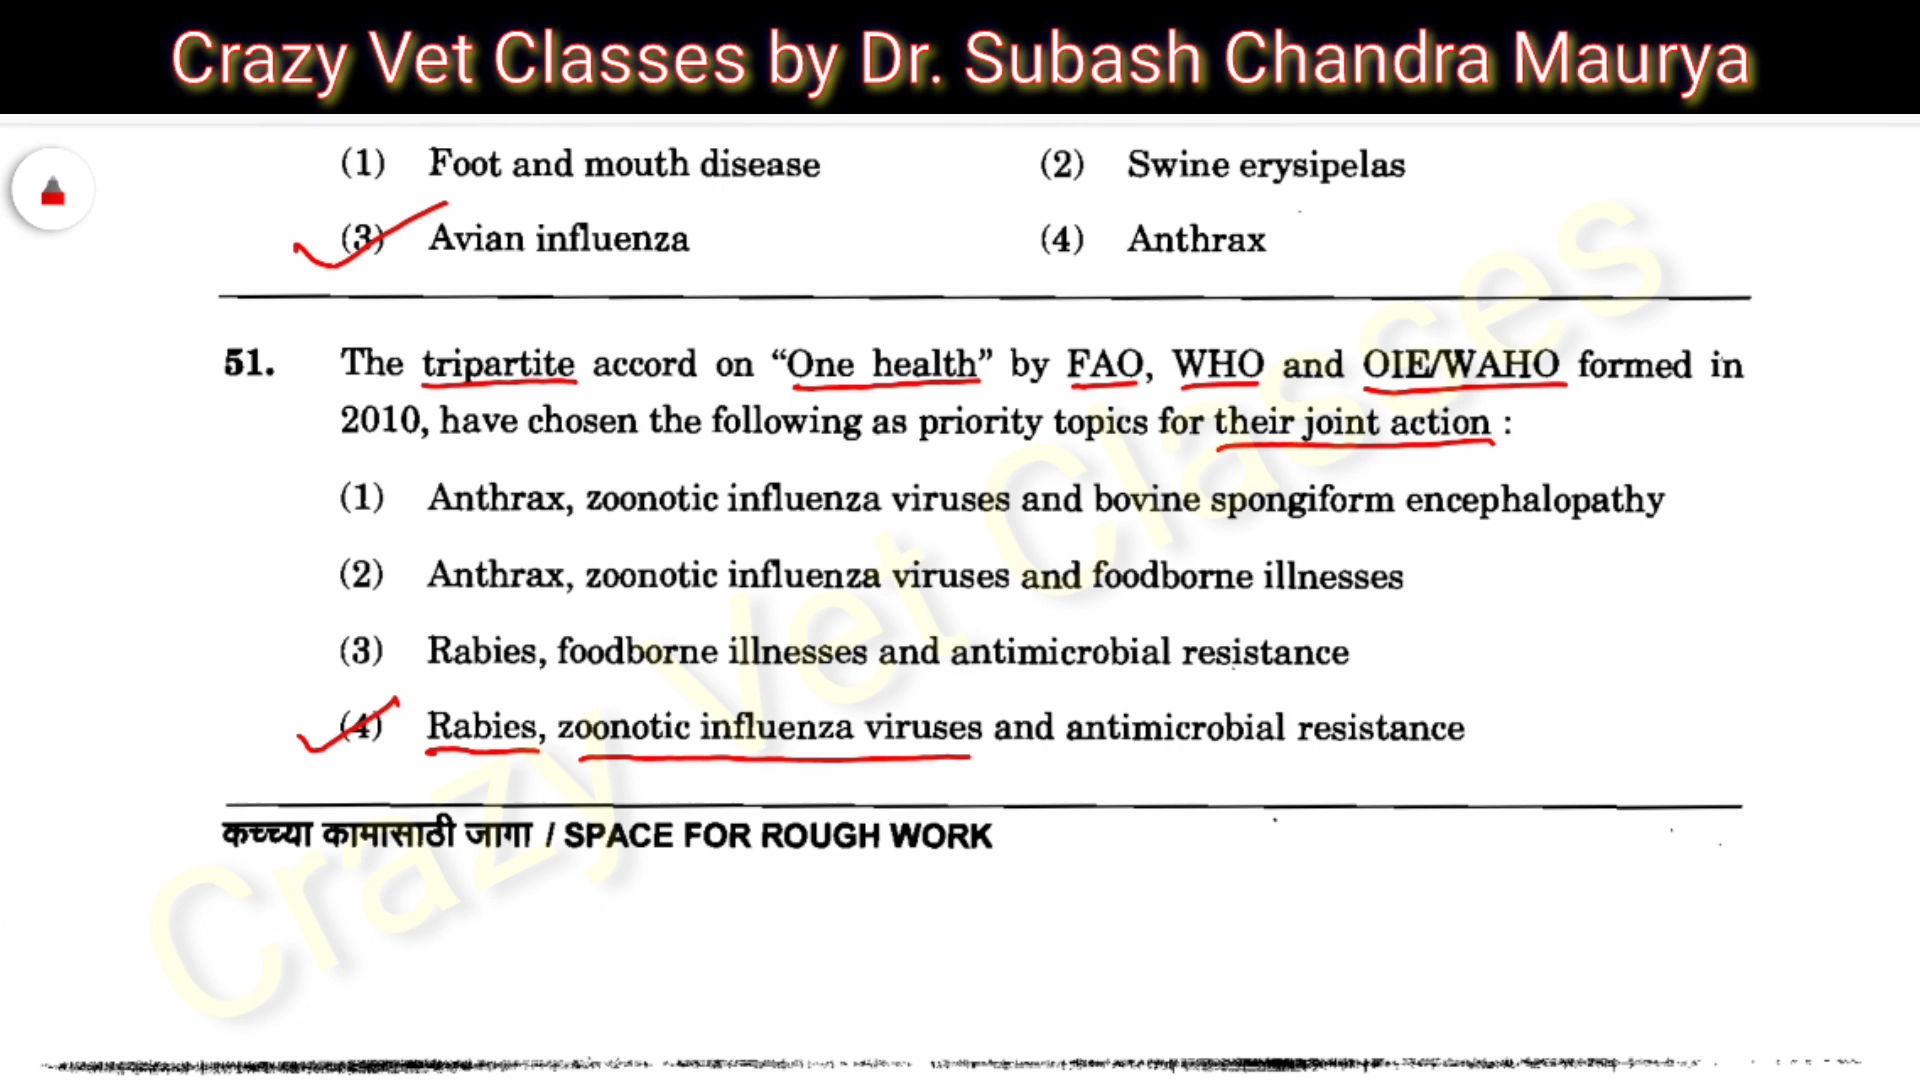 Crazy Vet Classes by Dr. Subash Chandra Maurya
(1) Foot and mouth disease (2) Swine erysipelas
(3) Avian influenza (4) Anthrax
51. The tripartite accord on “One health” by FAO, WHO and OIE/WAHO formed in
2010, have chosen the following as priority topics for their joint action :
(1) Anthrax, zoonotic influenza viruses and bovine spongiform encephalopathy
(2) Anthrax, zoonotic influenza viruses and foodborne illnesses
(3) Rabies, foodborne illnesses and antimicrobial resistance
(4) Rabies, zoonotic influenza viruses and antimicrobial resistance
कच्च्या कामासाठी जागा / SPACE FOR ROUGH WORK
Crazy Vet Classes